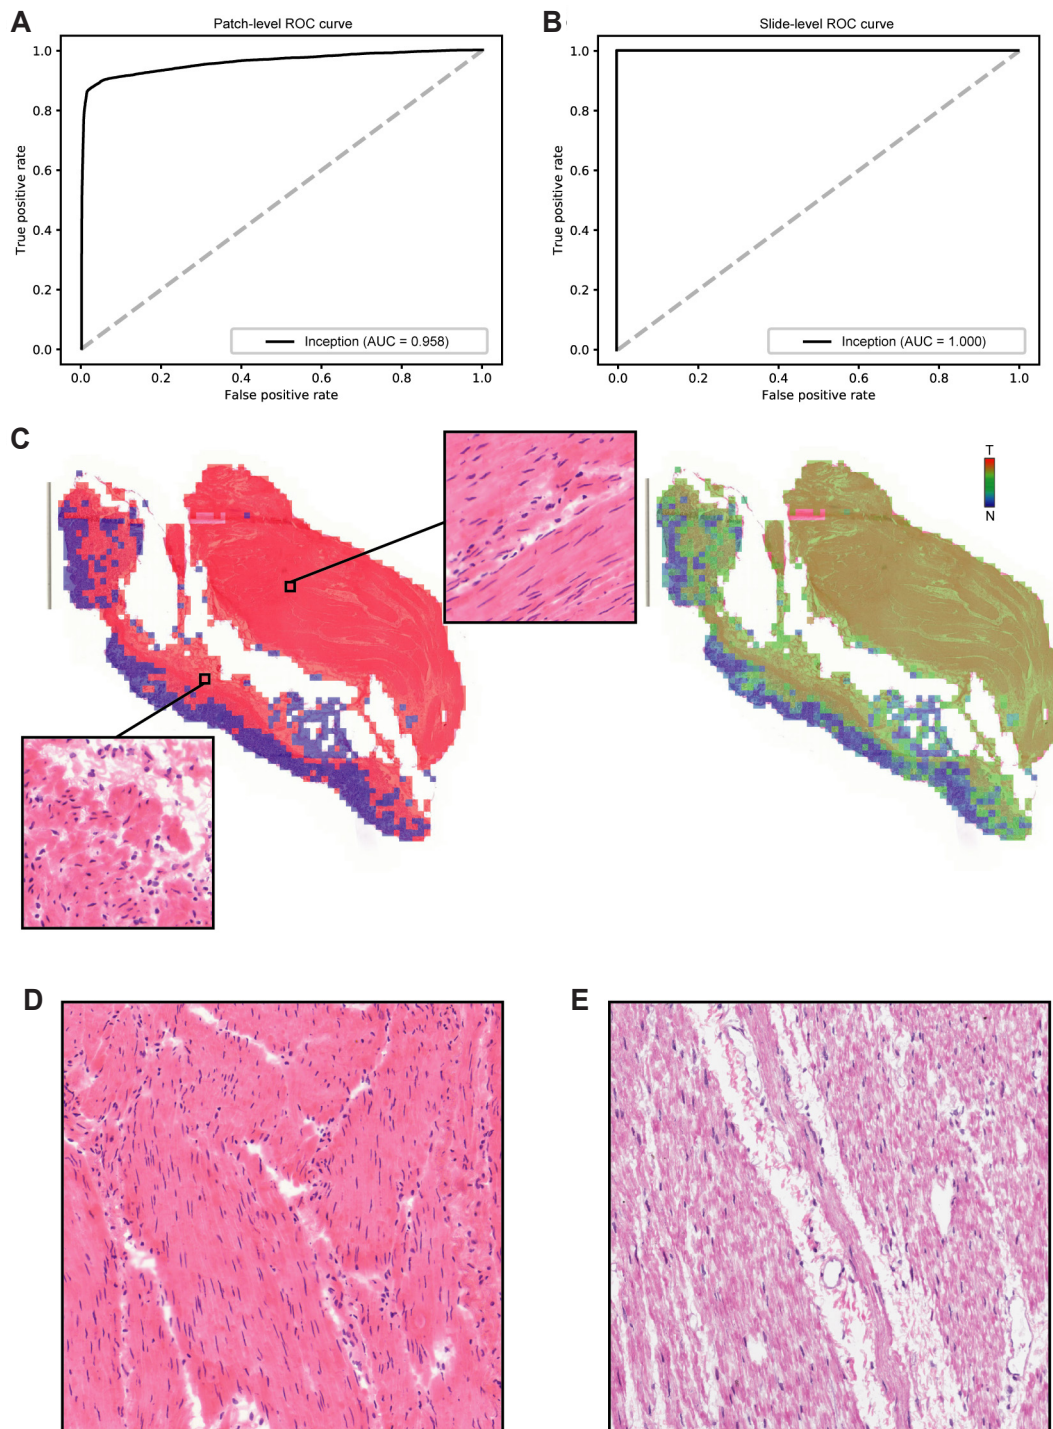 A
Patch-level ROC curve
1.0
0.8
0.6
0.4
0.2
0.0
True positive rate
Inception (AUC = 0.958)
0.0 0.2 0.4 0.6 0.8 1.0
False positive rate
B
Slide-level ROC curve
1.0
0.8
0.6
0.4
0.2
0.0
True positive rate
Inception (AUC = 1.000)
0.0 0.2 0.4 0.6 0.8 1.0
False positive rate
C
T
N
D
E